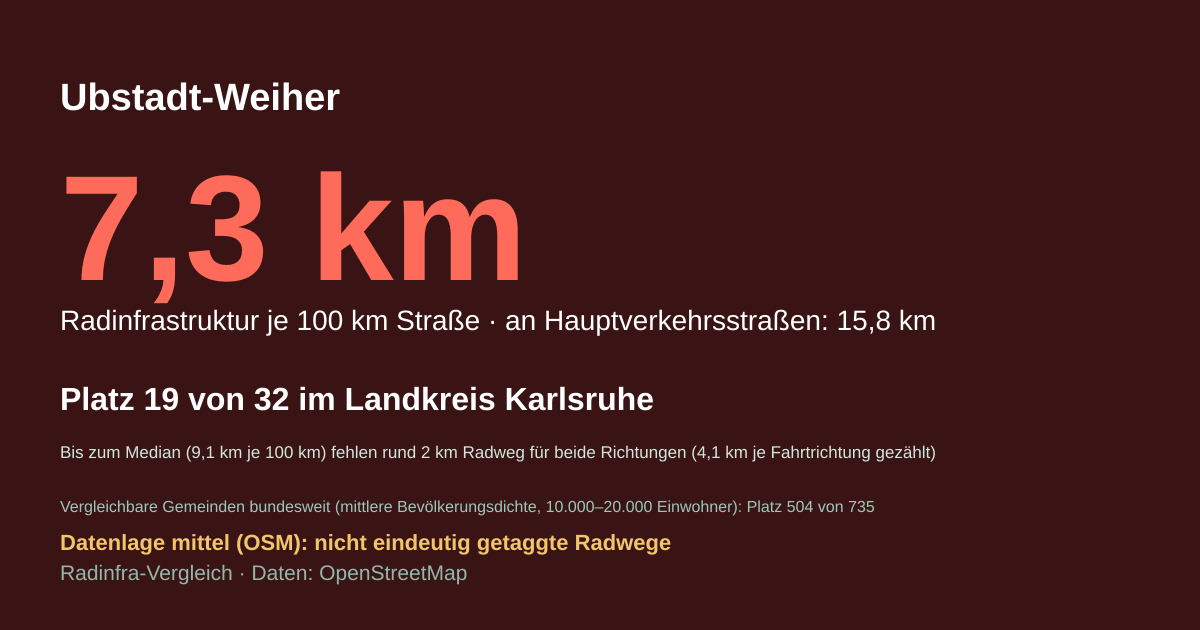 Ubstadt-Weiher
7,3 km
Radinfrastruktur je 100 km Straße · an Hauptverkehrsstraßen: 15,8 km
Platz 19 von 32 im Landkreis Karlsruhe
Bis zum Median (9,1 km je 100 km) fehlen rund 2 km Radweg für beide Richtungen (4,1 km je Fahrtrichtung gezählt)
Vergleichbare Gemeinden bundesweit (mittlere Bevölkerungsdichte, 10.000–20.000 Einwohner): Platz 504 von 735
Datenlage mittel (OSM): nicht eindeutig getaggte Radwege
Radinfra-Vergleich · Daten: OpenStreetMap